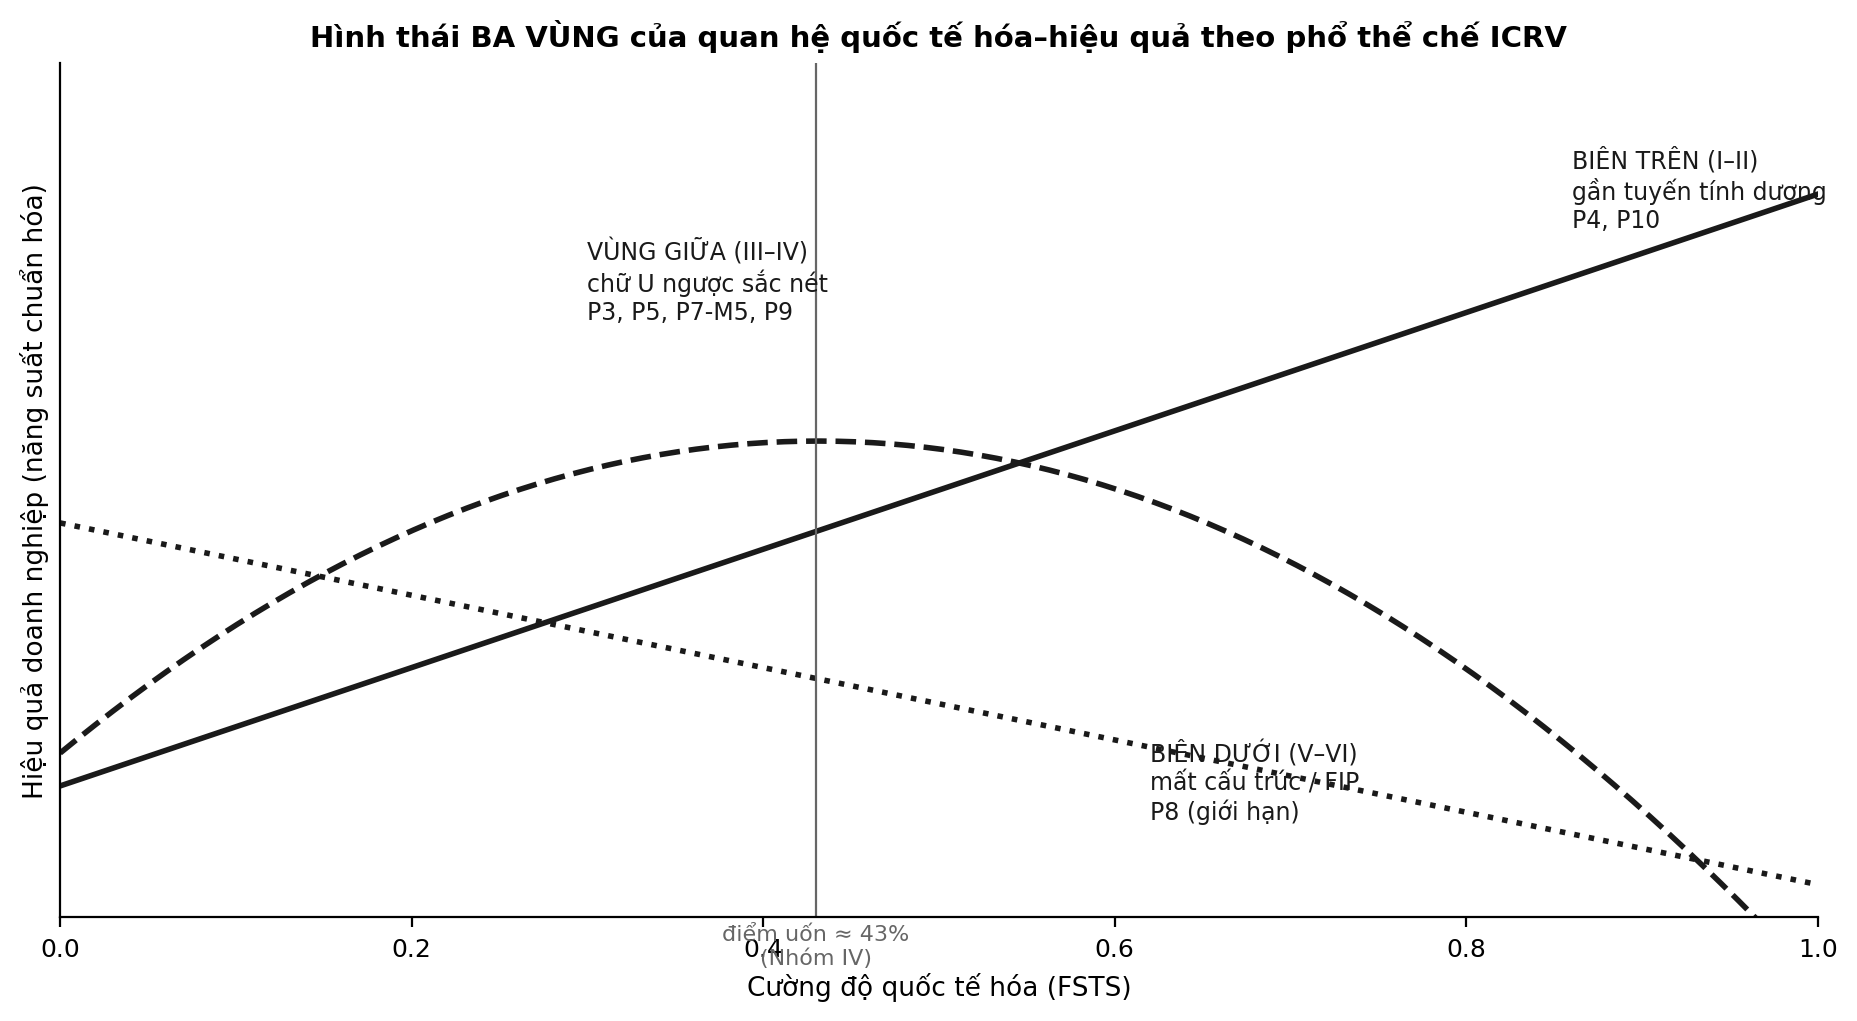 Hình thái BA VÙNG của quan hệ quốc tế hóa–hiệu quả theo phổ thể chế ICRV
BIÊN TRÊN (I–II)
gần tuyến tính dương
P4, P10
VÙNG GIỮA (III–IV)
chữ U ngược sắc nét
P3, P5, P7-M5, P9
Hiệu quả doanh nghiệp (năng suất chuẩn hóa)
BIÊN DƯỚI (V–VI)
mất cấu trúc / FIP
P8 (giới hạn)
điểm uốn ≈ 43%
(Nhóm IV)
0.0 0.2 0.4 0.6 0.8 1.0
Cường độ quốc tế hóa (FSTS)